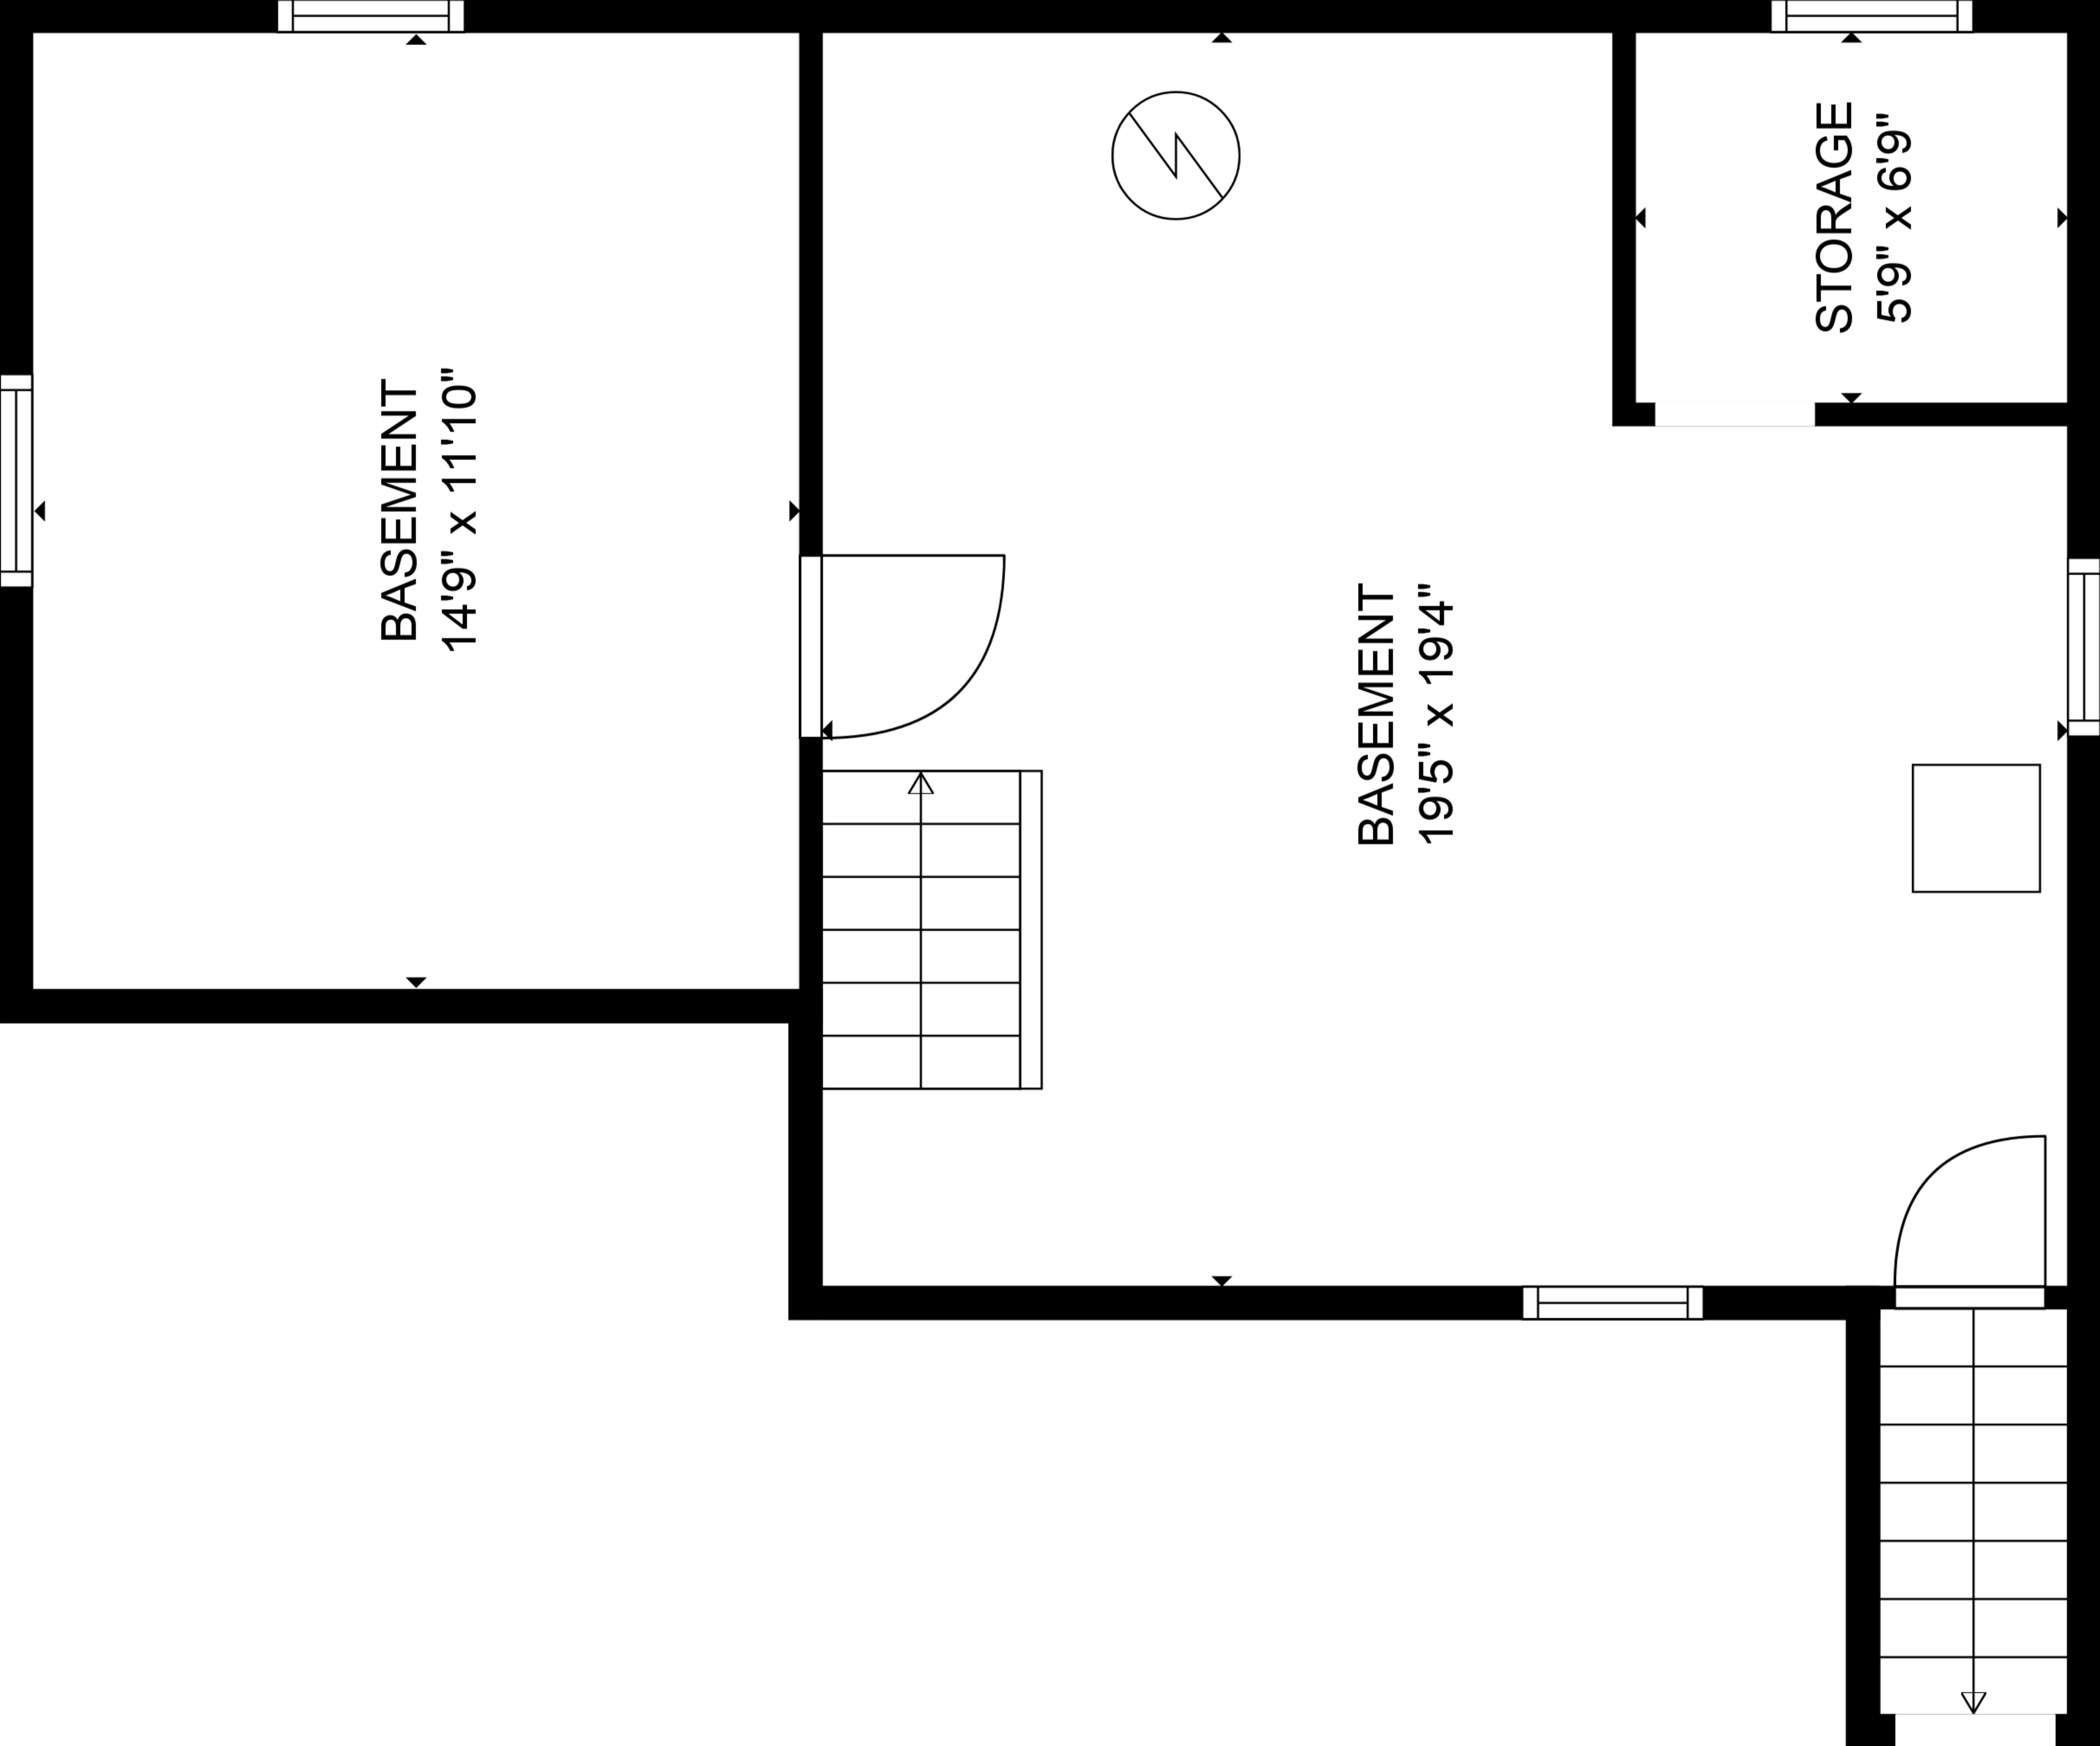 BASEMENT
14'9" x 11'10"
BASEMENT
19'5" x 19'4"
STORAGE
5'9" x 6'9"